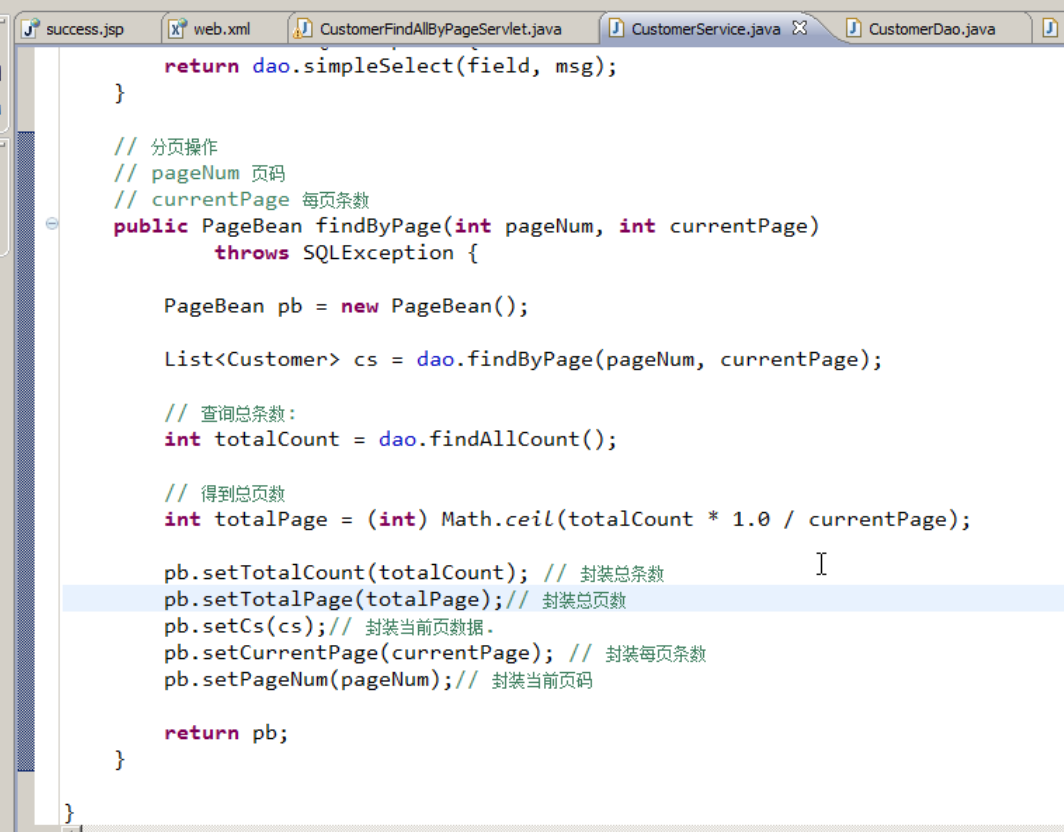 success.jsp web.xml CustomerFindAllByPageServlet.java CustomerService.java CustomerDao.java
return dao.simpleSelect(field, msg);
}
// 分页操作
// pageNum 页码
// currentPage 每页条数
public PageBean findByPage(int pageNum, int currentPage)
throws SQLException {
PageBean pb = new PageBean();
List<Customer> cs = dao.findByPage(pageNum, currentPage);
// 查询总条数:
int totalCount = dao.findAllCount();
// 得到总页数
int totalPage = (int) Math.ceil(totalCount * 1.0 / currentPage);
pb.setTotalCount(totalCount); // 封装总条数
pb.setTotalPage(totalPage);// 封装总页数
pb.setCs(cs);// 封装当前页数据.
pb.setCurrentPage(currentPage); // 封装每页条数
pb.setPageNum(pageNum);// 封装当前页码
return pb;
}
}